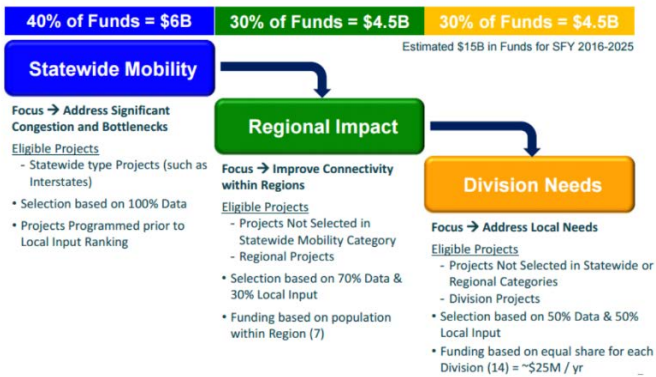 40% of Funds = $6B
30% of Funds = $4.5B
30% of Funds = $4.5B
Estimated $15B in Funds for SFY 2016-2025
Statewide Mobility
Focus → Address Significant
Congestion and Bottlenecks
Eligible Projects
- Statewide type Projects (such as
Interstates)
• Selection based on 100% Data
• Projects Programmed prior to
Local Input Ranking
Regional Impact
Focus → Improve Connectivity
within Regions
Eligible Projects
- Projects Not Selected in
Statewide Mobility Category
- Regional Projects
• Selection based on 70% Data &
30% Local Input
• Funding based on population
within Region (7)
Division Needs
Focus → Address Local Needs
Eligible Projects
- Projects Not Selected in Statewide or
Regional Categories
- Division Projects
• Selection based on 50% Data & 50%
Local Input
• Funding based on equal share for each
Division (14) = ~$25M / yr